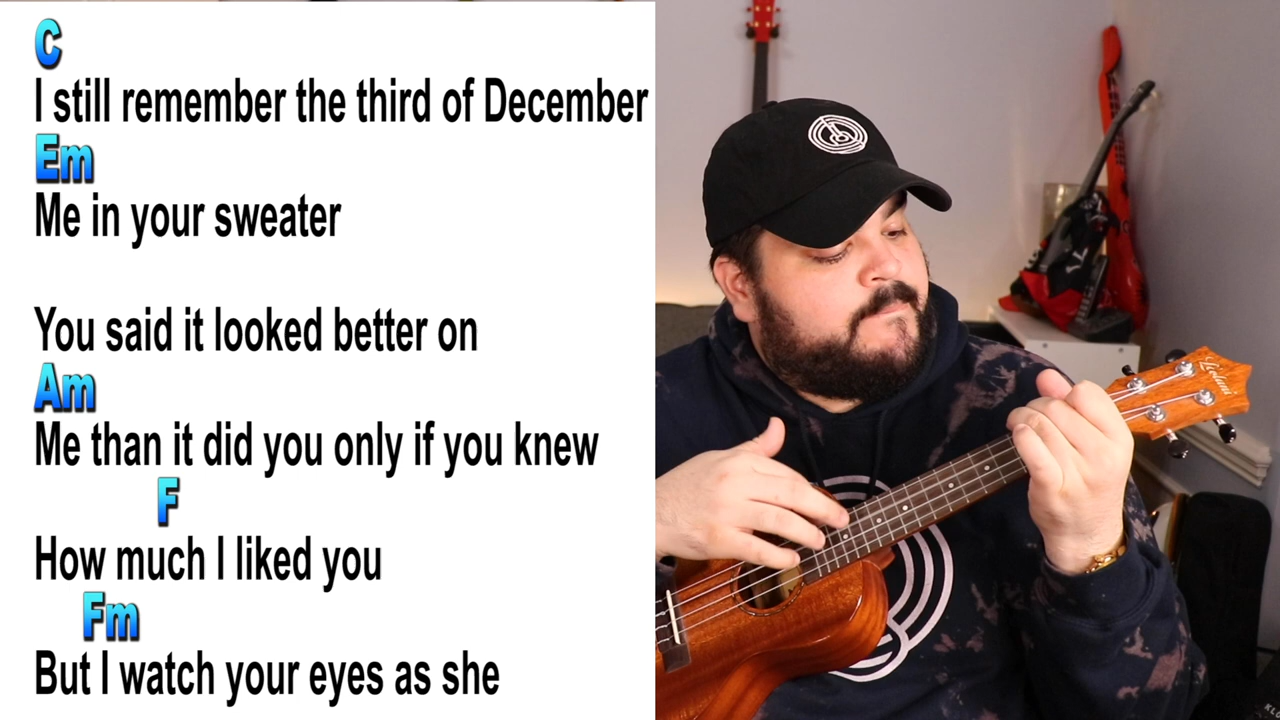 C
I still remember the third of December
Em
Me in your sweater
You said it looked better on
Am
Me than it did you only if you knew
F
How much I liked you
Fm
But I watch your eyes as she